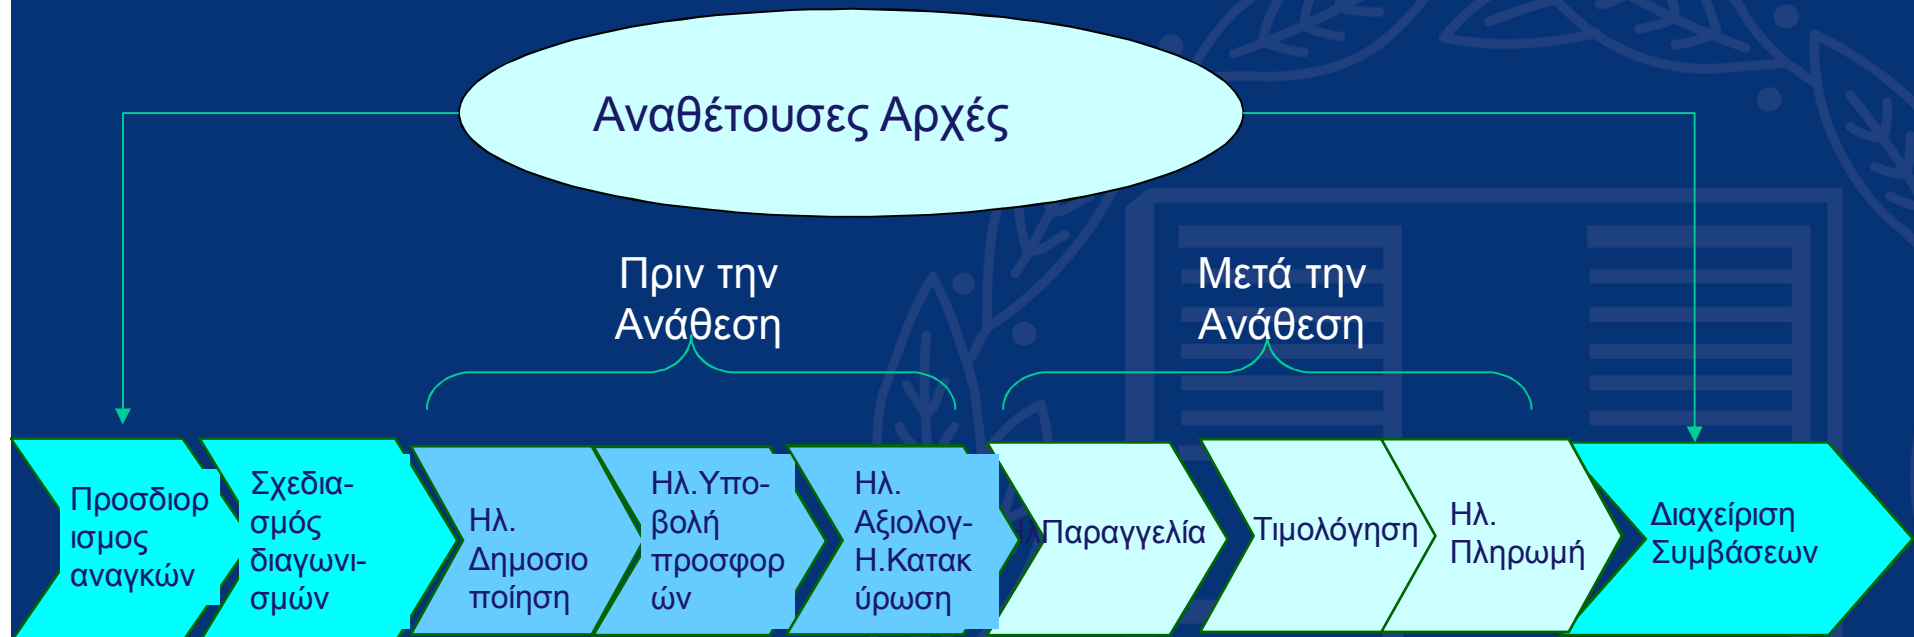 Αναθέτουσες Αρχές
Πριν την
Ανάθεση
Μετά την
Ανάθεση
Προσδιορ
ισμος
αναγκών
Σχεδια-
σμός
διαγωνι-
σμών
Ηλ.
Δημοσιο
ποίηση
Ηλ.Υπο-
βολή
προσφορ
ών
Ηλ.
Αξιολογ-
Η.Κατακ
ύρωση
Παραγγελία
Τιμολόγηση
Ηλ.
Πληρωμή
Διαχείριση
Συμβάσεων